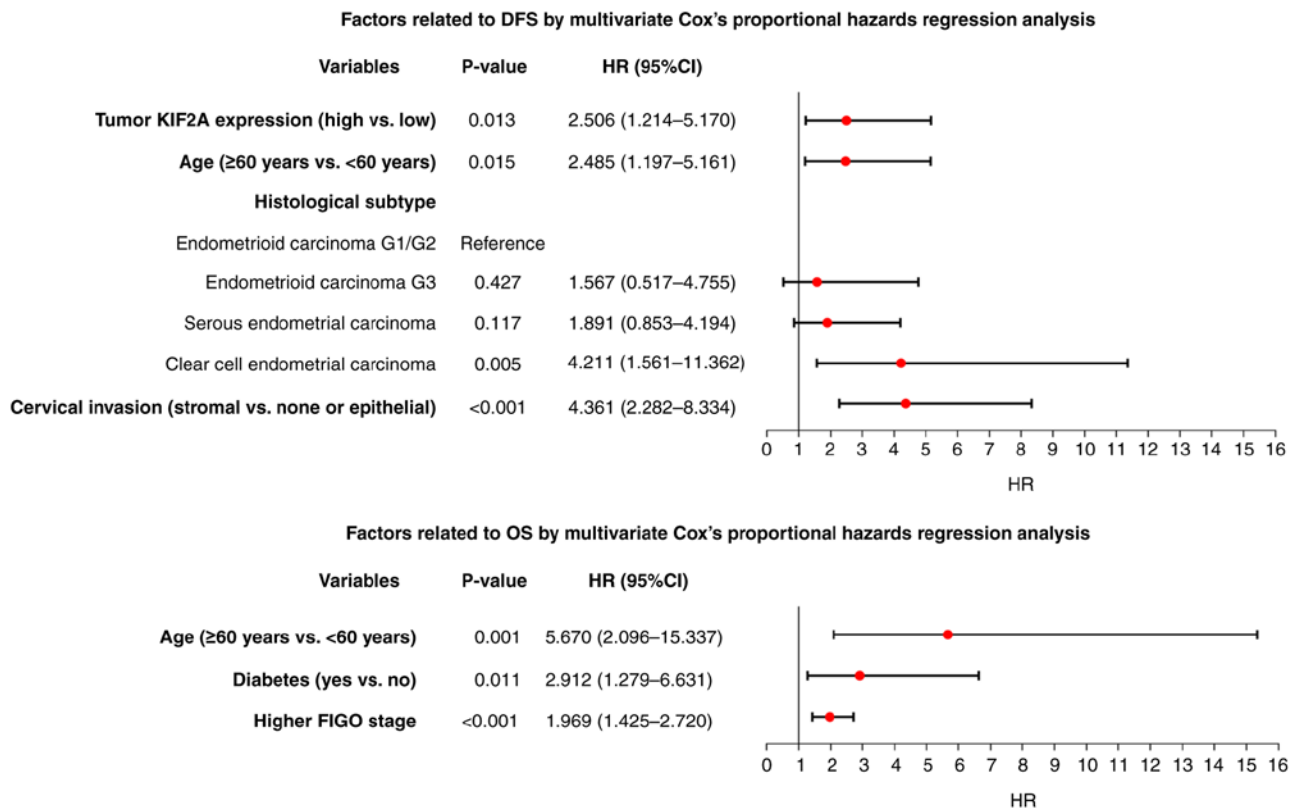 Factors related to DFS by multivariate Cox's proportional hazards regression analysis
Variables P-value HR (95%CI)
Tumor KIF2A expression (high vs. low) 0.013 2.506 (1.214–5.170)
Age (≥60 years vs. <60 years) 0.015 2.485 (1.197–5.161)
Histological subtype
Endometrioid carcinoma G1/G2 Reference
Endometrioid carcinoma G3 0.427 1.567 (0.517–4.755)
Serous endometrial carcinoma 0.117 1.891 (0.853–4.194)
Clear cell endometrial carcinoma 0.005 4.211 (1.561–11.362)
Cervical invasion (stromal vs. none or epithelial) <0.001 4.361 (2.282–8.334)
0 1 2 3 4 5 6 7 8 9 10 11 12 13 14 15 16
HR
Factors related to OS by multivariate Cox's proportional hazards regression analysis
Variables P-value HR (95%CI)
Age (≥60 years vs. <60 years) 0.001 5.670 (2.096–15.337)
Diabetes (yes vs. no) 0.011 2.912 (1.279–6.631)
Higher FIGO stage <0.001 1.969 (1.425–2.720)
0 1 2 3 4 5 6 7 8 9 10 11 12 13 14 15 16
HR